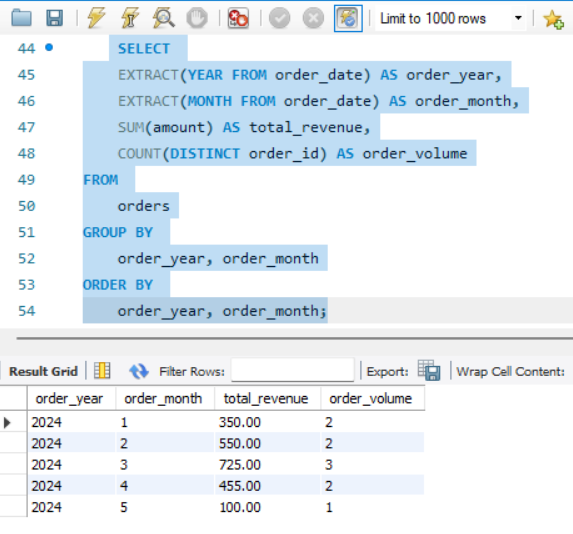 Limit to 1000 rows
44 SELECT
45 EXTRACT(YEAR FROM order_date) AS order_year,
46 EXTRACT(MONTH FROM order_date) AS order_month,
47 SUM(amount) AS total_revenue,
48 COUNT(DISTINCT order_id) AS order_volume
49 FROM
50 orders
51 GROUP BY
52 order_year, order_month
53 ORDER BY
54 order_year, order_month;
Result Grid Filter Rows: Export: Wrap Cell Content:
order_year order_month total_revenue order_volume
2024 1 350.00 2
2024 2 550.00 2
2024 3 725.00 3
2024 4 455.00 2
2024 5 100.00 1